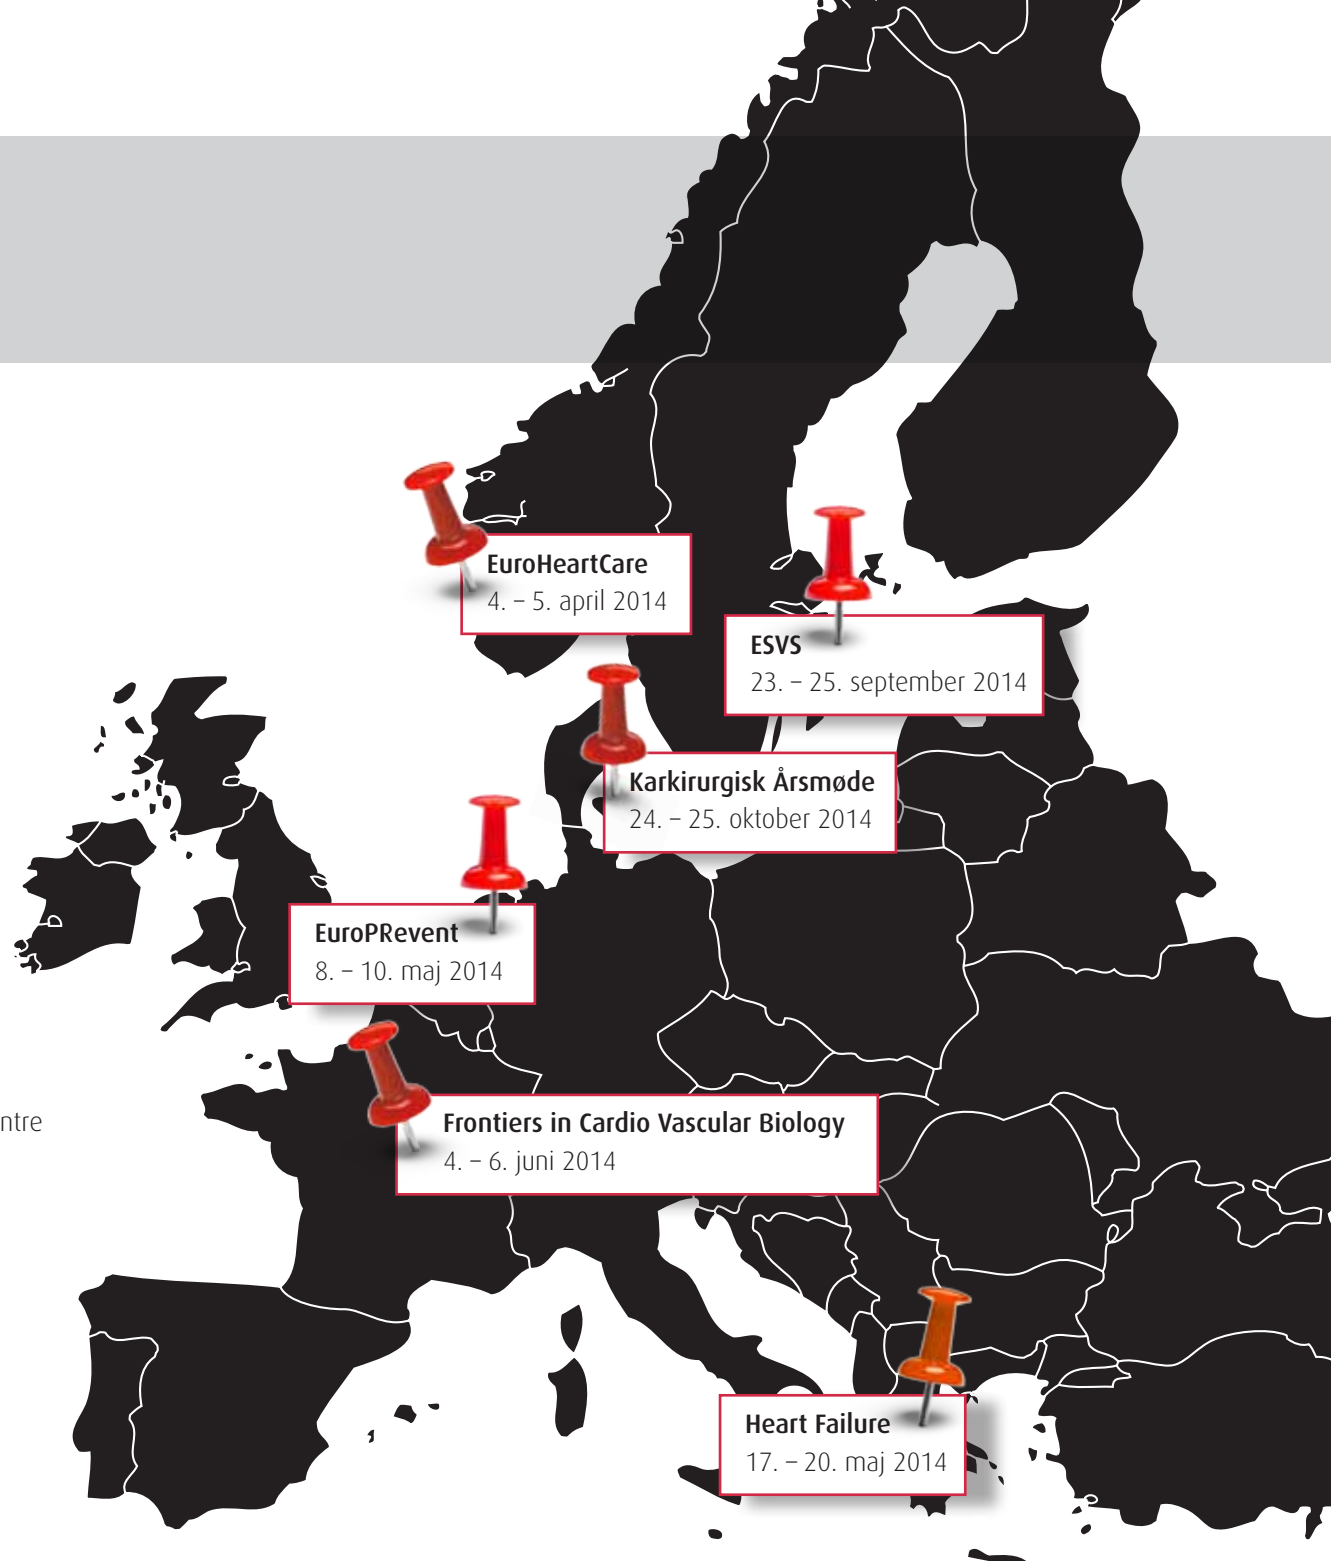 EuroHeartCare
4. – 5. april 2014
ESVS
23. – 25. september 2014
Karkirurgisk Årsmøde
24. – 25. oktober 2014
EuroPRevent
8. – 10. maj 2014
ntre
Frontiers in Cardio Vascular Biology
4. – 6. juni 2014
Heart Failure
17. – 20. maj 2014